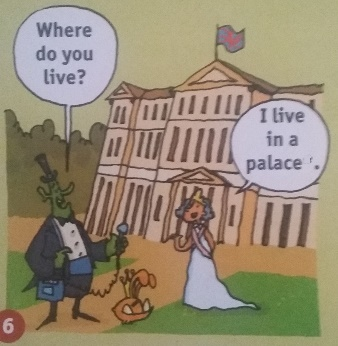 Where
do you
live?
I live
in a
palace.
6